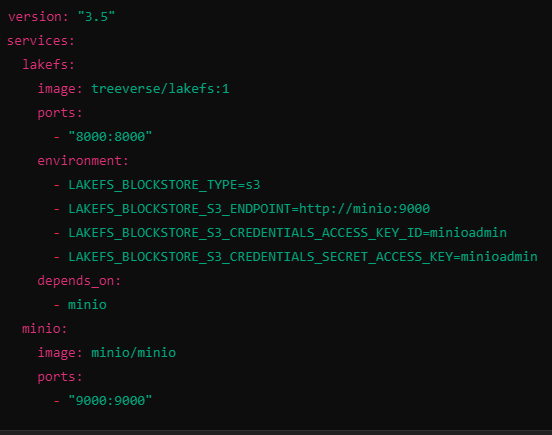 version: "3.5"
services:
  lakefs:
    image: treeverse/lakefs:1
    ports:
      - "8000:8000"
    environment:
      - LAKEFS_BLOCKSTORE_TYPE=s3
      - LAKEFS_BLOCKSTORE_S3_ENDPOINT=http://minio:9000
      - LAKEFS_BLOCKSTORE_S3_CREDENTIALS_ACCESS_KEY_ID=minioadmin
      - LAKEFS_BLOCKSTORE_S3_CREDENTIALS_SECRET_ACCESS_KEY=minioadmin
    depends_on:
      - minio
  minio:
    image: minio/minio
    ports:
      - "9000:9000"